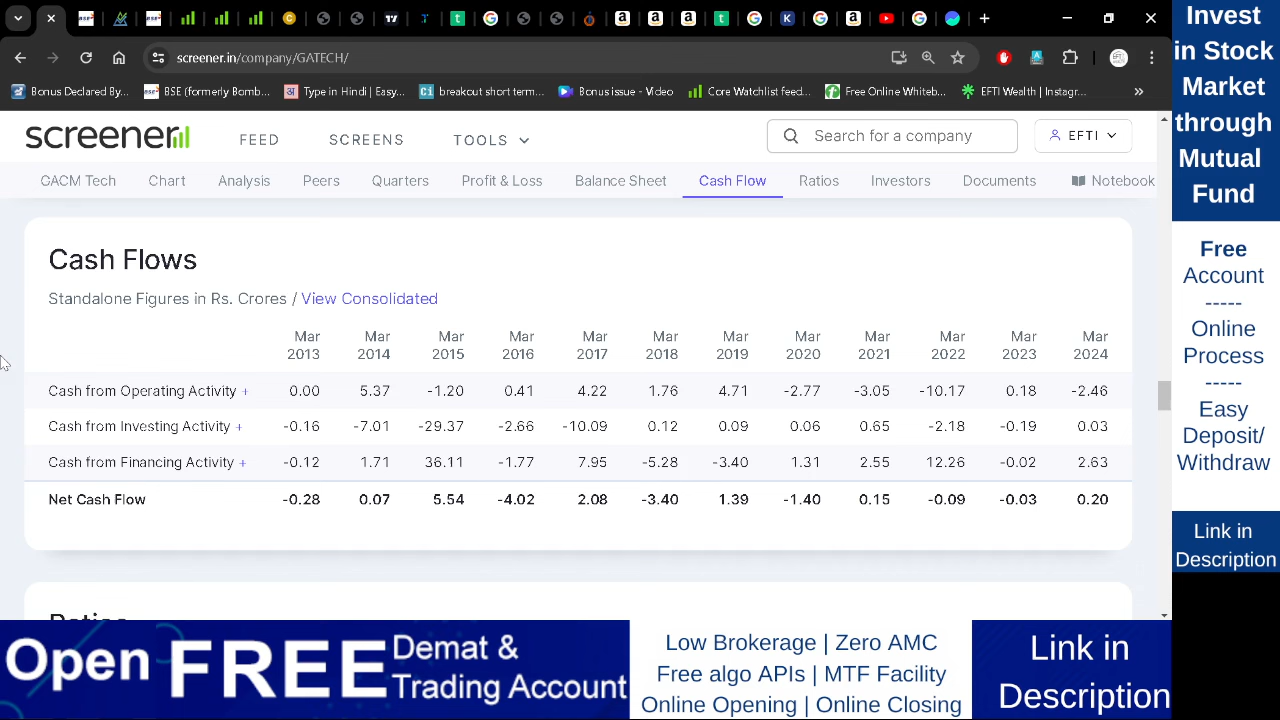 screener.in/company/GATECH/
Bonus Declared By...
BSE (formerly Bomb...
Type in Hindi | Easy...
breakout short term...
Bonus issue - Video
Core Watchlist feed...
Free Online Whiteb...
EFTI Wealth | Instagr...
screener
FEED
SCREENS
TOOLS
Search for a company
EFTI
GACM Tech
Chart
Analysis
Peers
Quarters
Profit & Loss
Balance Sheet
Cash Flow
Ratios
Investors
Documents
Notebook
Cash Flows
Standalone Figures in Rs. Crores / View Consolidated
Mar 2013 Mar 2014 Mar 2015 Mar 2016 Mar 2017 Mar 2018 Mar 2019 Mar 2020 Mar 2021 Mar 2022 Mar 2023 Mar 2024
Cash from Operating Activity + 0.00 5.37 -1.20 0.41 4.22 1.76 4.71 -2.77 -3.05 -10.17 0.18 -2.46
Cash from Investing Activity + -0.16 -7.01 -29.37 -2.66 -10.09 0.12 0.09 0.06 0.65 -2.18 -0.19 0.03
Cash from Financing Activity + -0.12 1.71 36.11 -1.77 7.95 -5.28 -3.40 1.31 2.55 12.26 -0.02 2.63
Net Cash Flow -0.28 0.07 5.54 -4.02 2.08 -3.40 1.39 -1.40 0.15 -0.09 -0.03 0.20
Invest
in Stock
Market
through
Mutual
Fund
Free
Account
-----
Online
Process
-----
Easy
Deposit/
Withdraw
Link in
Description
Open FREE Demat &
Trading Account
Low Brokerage | Zero AMC
Free algo APIs | MTF Facility
Online Opening | Online Closing
Link in
Description